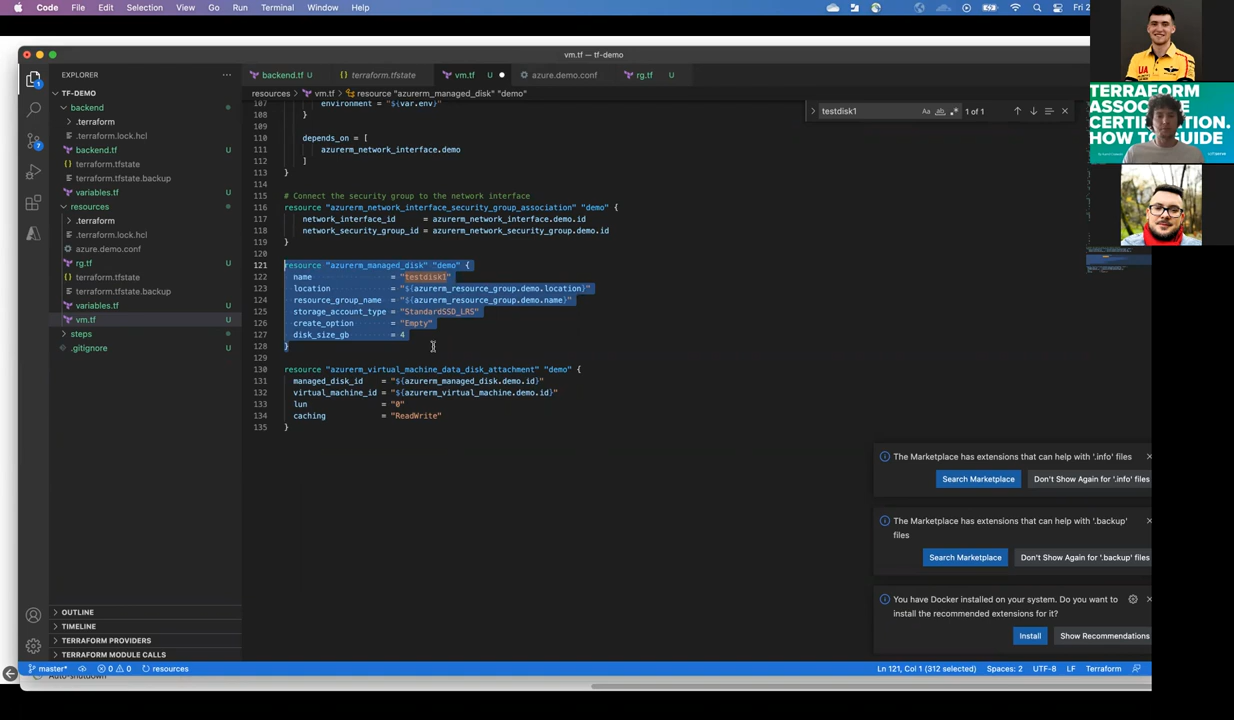 Code File Edit Selection View Go Run Terminal Window Help
Fri 2
vm.tf — tf-demo
EXPLORER
backend.tf U
terraform.tfstate
vm.tf U
azure.demo.conf U
rg.tf U
resources > vm.tf > resource "azurerm_managed_disk" "demo"
testdisk1
Aa
1 of 1
TF-DEMO
backend
.terraform
.terraform.lock.hcl
backend.tf U
terraform.tfstate
terraform.tfstate.backup
variables.tf U
resources
.terraform
.terraform.lock.hcl
azure.demo.conf
rg.tf U
terraform.tfstate
terraform.tfstate.backup
variables.tf U
vm.tf U
steps
.gitignore
OUTLINE
TIMELINE
TERRAFORM PROVIDERS
TERRAFORM MODULE CALLS
1
7
107 environment = "${var.env}"
108 }
109
110 depends_on = [
111 azurerm_network_interface.demo
112 ]
113 }
114
115 # Connect the security group to the network interface
116 resource "azurerm_network_interface_security_group_association" "demo" {
117 network_interface_id = azurerm_network_interface.demo.id
118 network_security_group_id = azurerm_network_security_group.demo.id
119 }
120
121 resource "azurerm_managed_disk" "demo" {
122 name = "testdisk1"
123 location = "${azurerm_resource_group.demo.location}"
124 resource_group_name = "${azurerm_resource_group.demo.name}"
125 storage_account_type = "StandardSSD_LRS"
126 create_option = "Empty"
127 disk_size_gb = 4
128 }
129
130 resource "azurerm_virtual_machine_data_disk_attachment" "demo" {
131 managed_disk_id = "${azurerm_managed_disk.demo.id}"
132 virtual_machine_id = "${azurerm_virtual_machine.demo.id}"
133 lun = "0"
134 caching = "ReadWrite"
135 }
The Marketplace has extensions that can help with '.info' files
Search Marketplace
Don't Show Again for '.info' files
The Marketplace has extensions that can help with '.backup'
files
Search Marketplace
Don't Show Again for '.backup' files
You have Docker installed on your system. Do you want to
install the recommended extensions for it?
Install
Show Recommendations
master*
0
0
resources
Ln 121, Col 1 (312 selected)
Spaces: 2
UTF-8
LF
Terraform
Auto-shutdown
UA
TERRAFORM
ASSOCIATE
CERTIFICATION.
HOW TO GUIDE